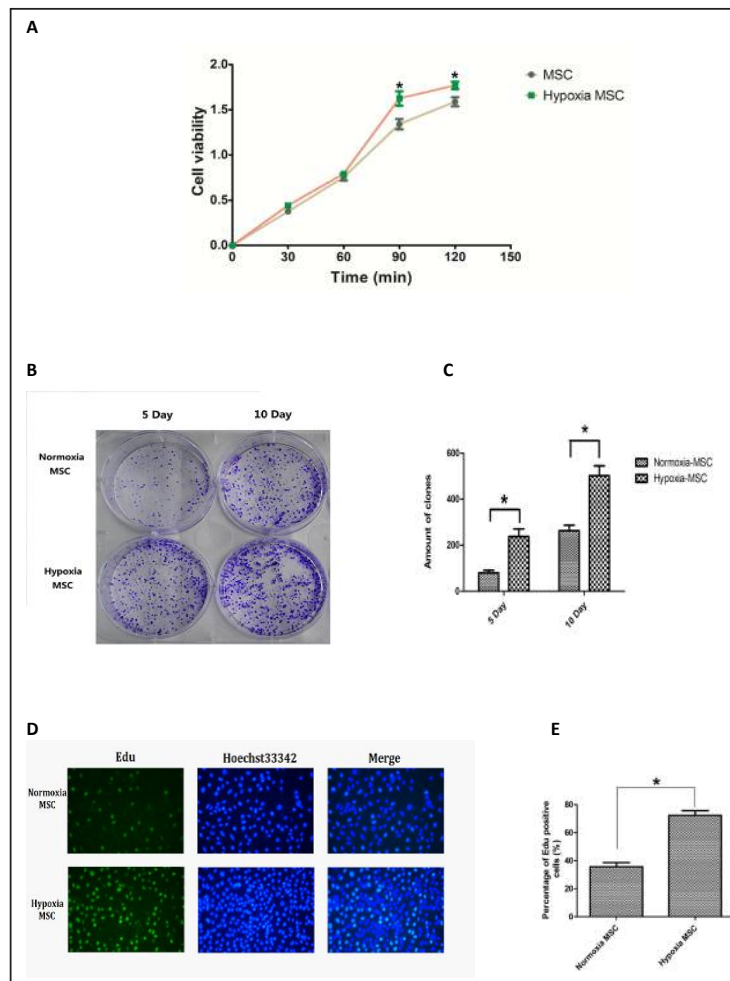 A
2.0
1.5
1.0
0.5
0.0
Cell viability
* *
MSC
Hypoxia MSC
0 30 60 90 120 150
Time (min)
B
5 Day 10 Day
Normoxia
MSC
Hypoxia
MSC
C
600
400
200
0
Amount of clones
* *
Normoxia-MSC
Hypoxia-MSC
5 Day 10 Day
D
Edu Hoechst33342 Merge
Normoxia
MSC
Hypoxia
MSC
E
80
60
40
20
0
Percentage of Edu positive
cells (%)
*
Normoxia MSC Hypoxia MSC